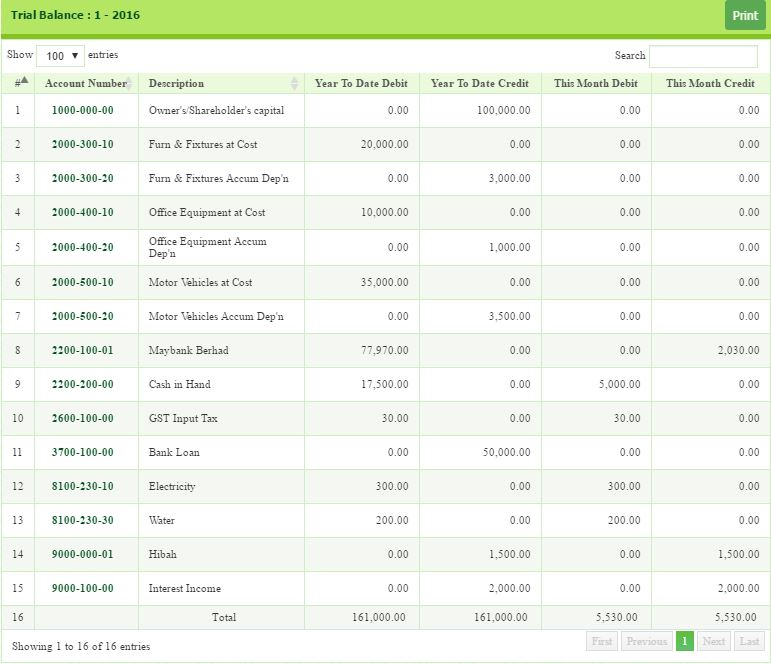 Trial Balance : 1 - 2016 Print
Show 100 entries Search
# Account Number Description Year To Date Debit Year To Date Credit This Month Debit This Month Credit
1 1000-000-00 Owner's/Shareholder's capital 0.00 100,000.00 0.00 0.00
2 2000-300-10 Furn & Fixtures at Cost 20,000.00 0.00 0.00 0.00
3 2000-300-20 Furn & Fixtures Accum Dep'n 0.00 3,000.00 0.00 0.00
4 2000-400-10 Office Equipment at Cost 10,000.00 0.00 0.00 0.00
5 2000-400-20 Office Equipment Accum Dep'n 0.00 1,000.00 0.00 0.00
6 2000-500-10 Motor Vehicles at Cost 35,000.00 0.00 0.00 0.00
7 2000-500-20 Motor Vehicles Accum Dep'n 0.00 3,500.00 0.00 0.00
8 2200-100-01 Maybank Berhad 77,970.00 0.00 0.00 2,030.00
9 2200-200-00 Cash in Hand 17,500.00 0.00 5,000.00 0.00
10 2600-100-00 GST Input Tax 30.00 0.00 30.00 0.00
11 3700-100-00 Bank Loan 0.00 50,000.00 0.00 0.00
12 8100-230-10 Electricity 300.00 0.00 300.00 0.00
13 8100-230-30 Water 200.00 0.00 200.00 0.00
14 9000-000-01 Hibah 0.00 1,500.00 0.00 1,500.00
15 9000-100-00 Interest Income 0.00 2,000.00 0.00 2,000.00
16 Total 161,000.00 161,000.00 5,530.00 5,530.00
Showing 1 to 16 of 16 entries First Previous 1 Next Last